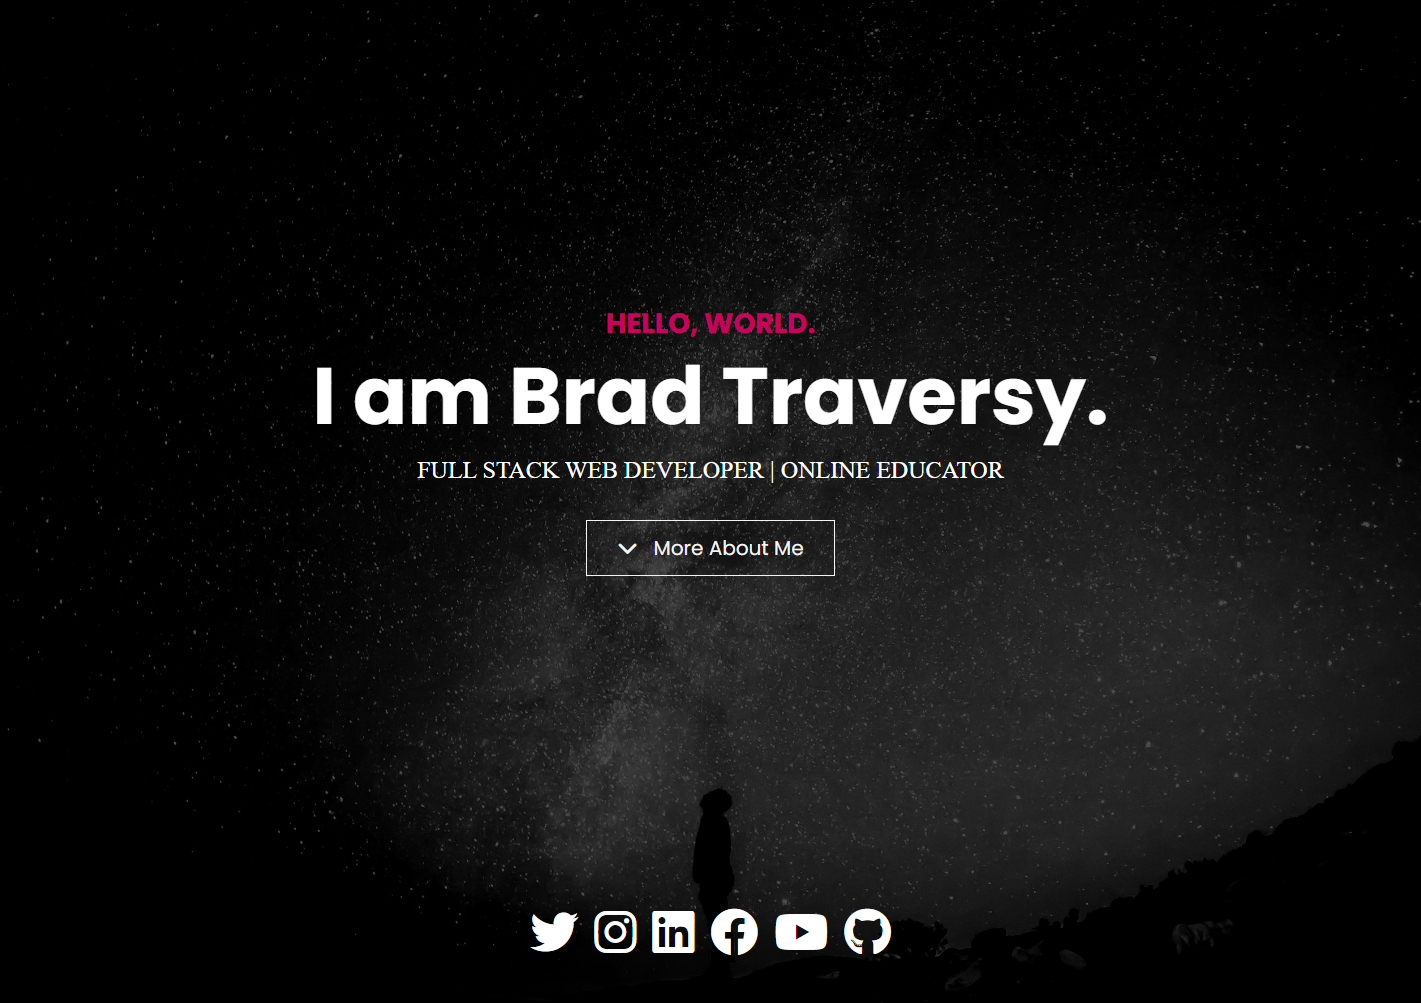 HELLO, WORLD.
I am Brad Traversy.
FULL STACK WEB DEVELOPER | ONLINE EDUCATOR
More About Me